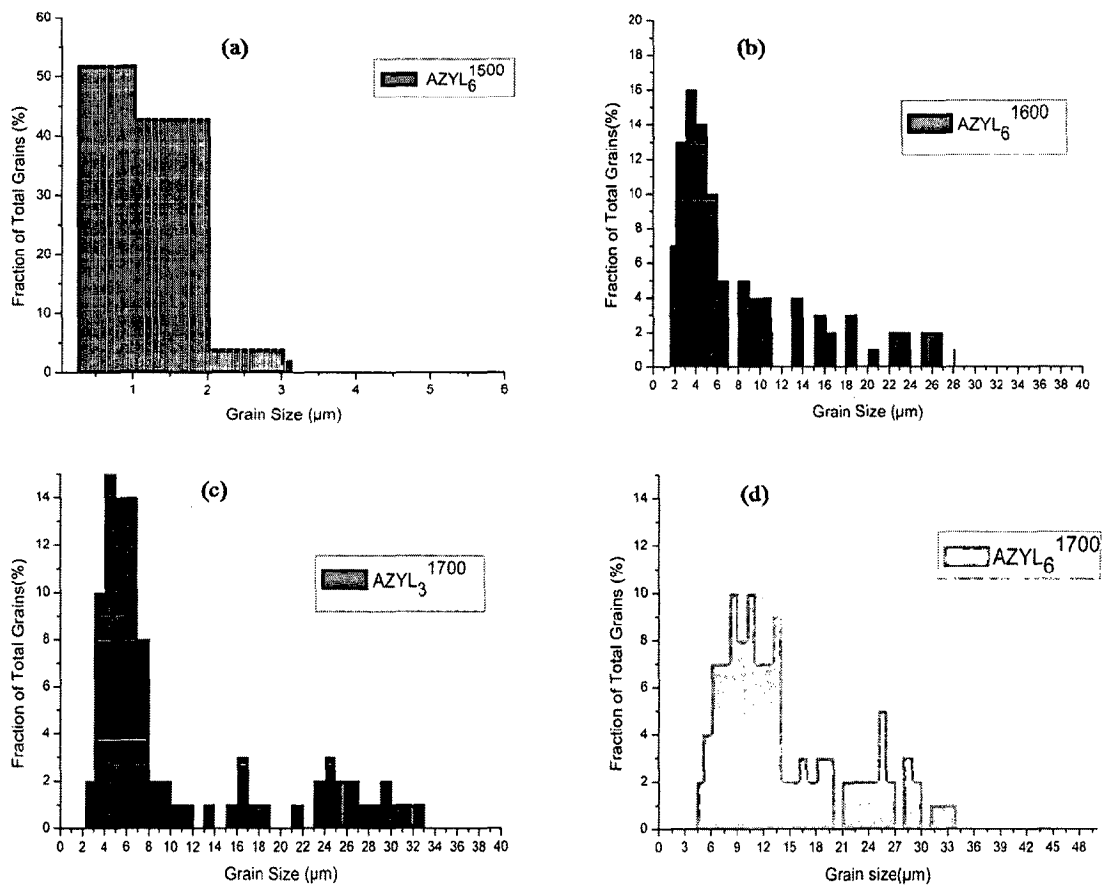 (a)
AZYL6^1500
Fraction of Total Grains (%)
60
50
40
30
20
10
0
1 2 3 4 5 6
Grain Size (µm)
(b)
AZYL6^1600
Fraction of Total Grains(%)
20
18
16
14
12
10
8
6
4
2
0
0 2 4 6 8 10 12 14 16 18 20 22 24 26 28 30 32 34 36 38 40
Grain Size (µm)
(c)
AZYL3^1700
Fraction of Total Grains(%)
14
12
10
8
6
4
2
0
0 2 4 6 8 10 12 14 16 18 20 22 24 26 28 30 32 34 36 38 40
Grain Size (µm)
(d)
AZYL6^1700
Fraction of Total Grains(%)
14
12
10
8
6
4
2
0
0 3 6 9 12 15 18 21 24 27 30 33 36 39 42 45 48
Grain size(µm)